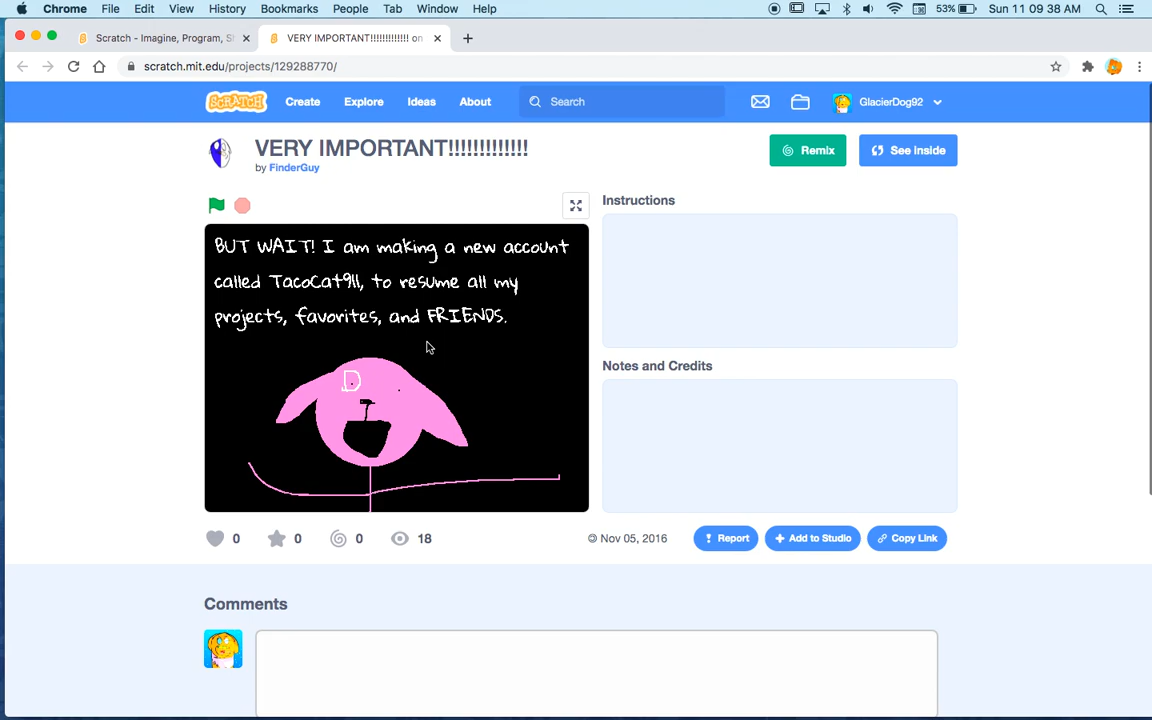 Chrome File Edit View History Bookmarks People Tab Window Help 53% Sun 11 09 38 AM
Scratch - Imagine, Program, S VERY IMPORTANT!!!!!!!!!!!!! on
scratch.mit.edu/projects/129288770/
SCRATCH Create Explore Ideas About Search GlacierDog92
VERY IMPORTANT!!!!!!!!!!!!!
by FinderGuy
Remix See inside
Instructions
BUT WAIT! I am making a new account
called TacoCat911, to resume all my
projects, favorites, and FRIENDS.
D
Notes and Credits
0 0 0 18 © Nov 05, 2016 Report Add to Studio Copy Link
Comments